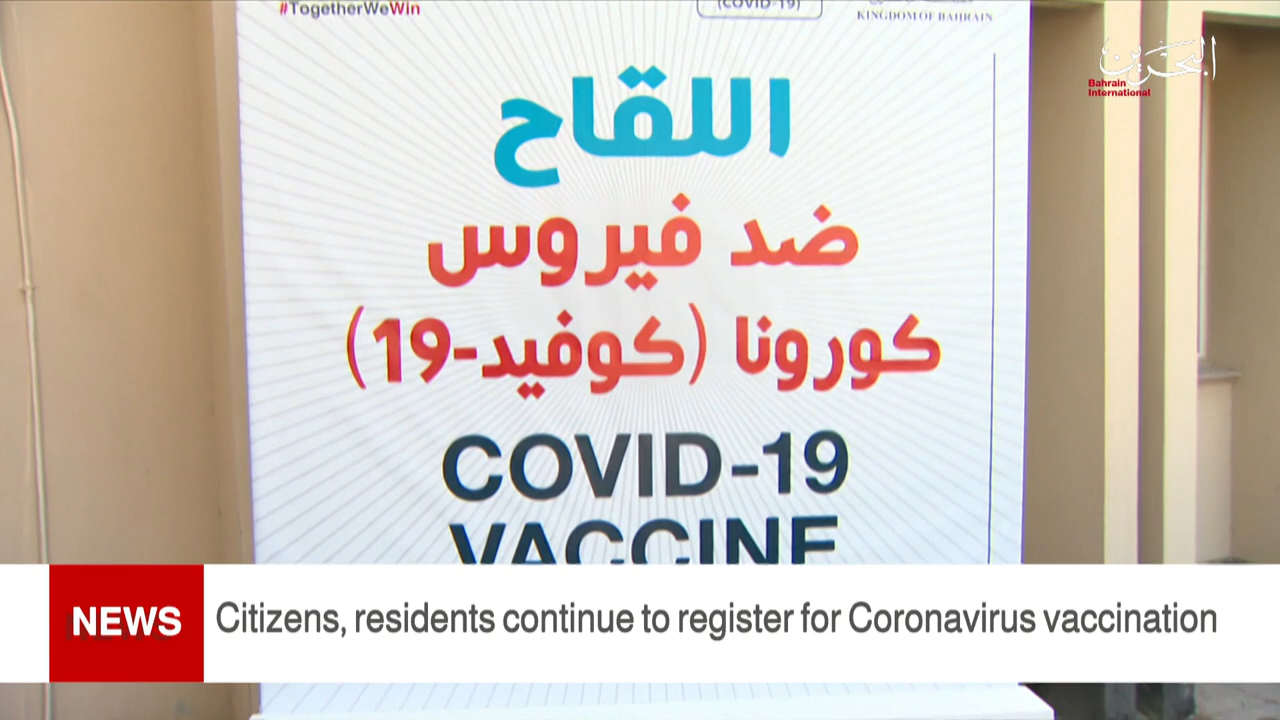 #TogetherWeWin
(COVID-19)
KINGDOM OF BAHRAIN
البحرين
Bahrain
International
اللقاح
ضد فيروس
كورونا (كوفيد-19)
COVID-19
VACCINE
NEWS
Citizens, residents continue to register for Coronavirus vaccination